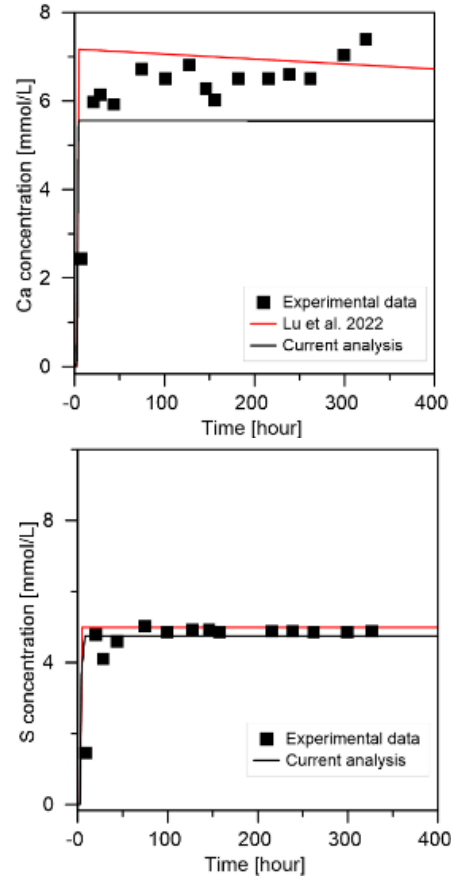 Ca concentration [mmol/L]
8
6
4
2
0
Experimental data
Lu et al. 2022
Current analysis
-0 100 200 300 400
Time [hour]
S concentration [mmol/L]
8
4
0
Experimental data
Current analysis
-0 100 200 300 400
Time [hour]